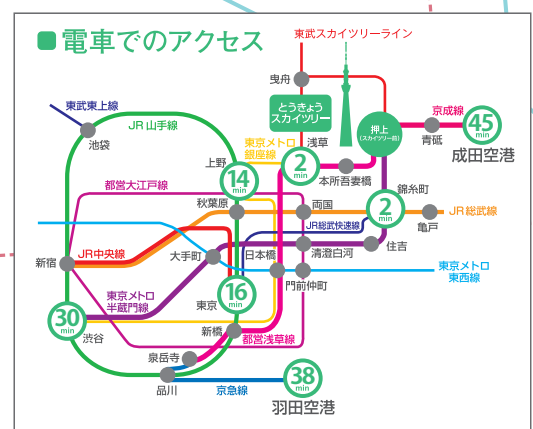 電車でのアクセス
東武スカイツリーライン
曳舟
とうきょう
スカイツリー
押上
(スカイツリー前)
京成線
45
min
青砥
成田空港
東武東上線
池袋
JR山手線
東京メトロ
銀座線
浅草
2
min
本所吾妻橋
上野
14
min
都営大江戸線
秋葉原
両国
錦糸町
2
min
JR総武線
亀戸
JR総武快速線
JR中央線
新宿
大手町
日本橋
清澄白河
住吉
門前仲町
東京メトロ
東西線
東京メトロ
半蔵門線
東京
16
min
30
min
渋谷
新橋
都営浅草線
泉岳寺
品川
京急線
38
min
羽田空港